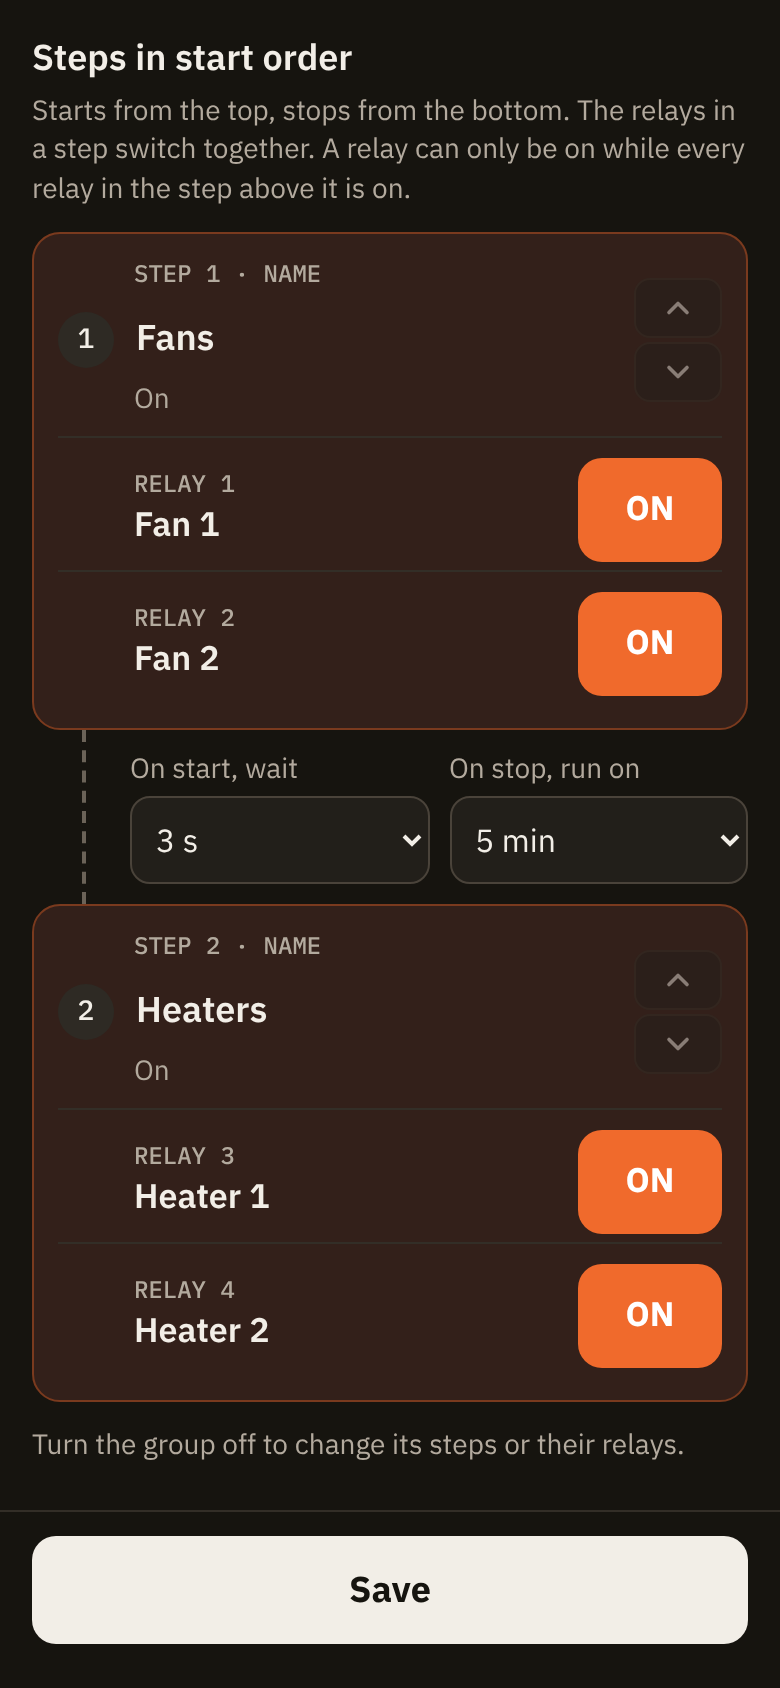 Steps in start order
Starts from the top, stops from the bottom. The relays in
a step switch together. A relay can only be on while every
relay in the step above it is on.
STEP 1 · NAME
1
Fans
On
RELAY 1
Fan 1
ON
RELAY 2
Fan 2
ON
On start, wait
On stop, run on
3 s
5 min
STEP 2 · NAME
2
Heaters
On
RELAY 3
Heater 1
ON
RELAY 4
Heater 2
ON
Turn the group off to change its steps or their relays.
Save